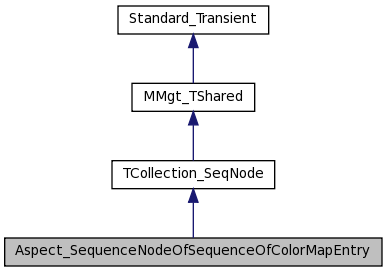 Standard_Transient
MMgt_TShared
TCollection_SeqNode
Aspect_SequenceNodeOfSequenceOfColorMapEntry